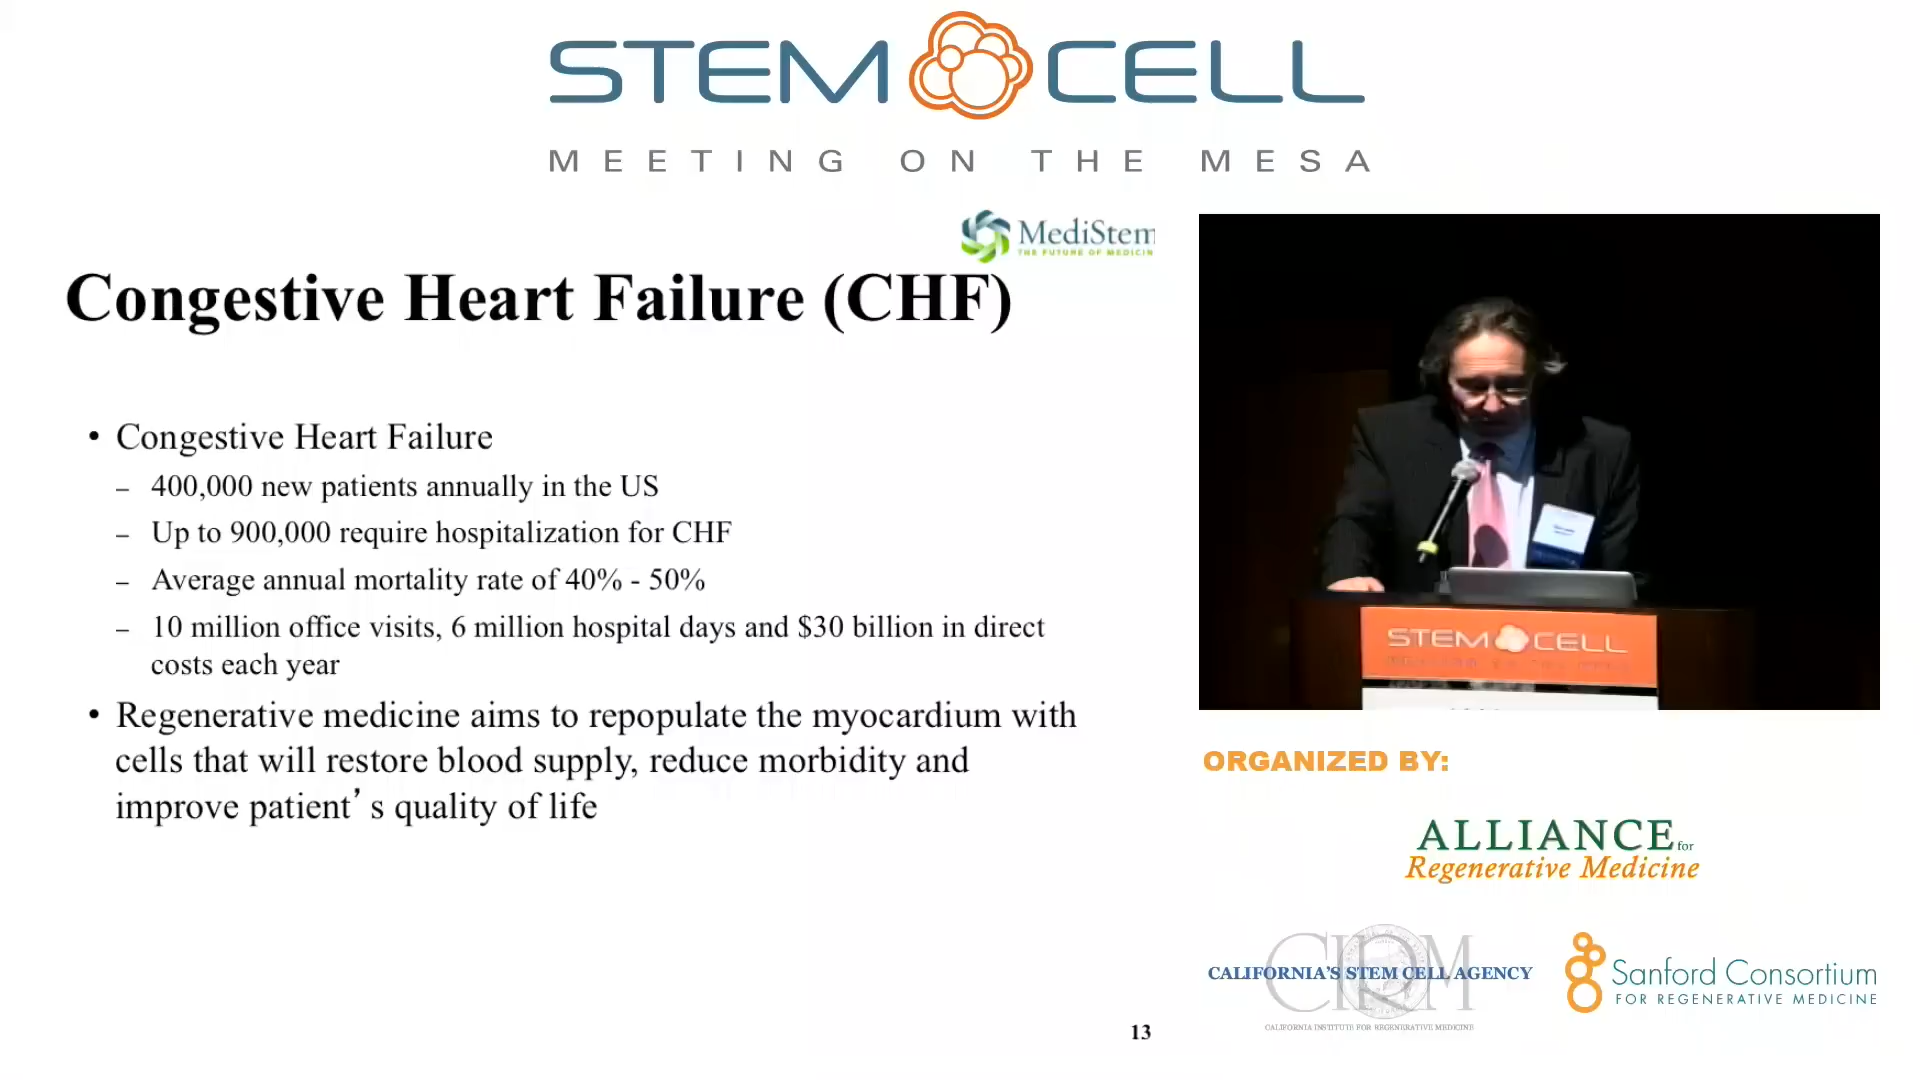 STEM CELL
MEETING ON THE MESA
MediStem
THE FUTURE OF MEDICIN
Congestive Heart Failure (CHF)
• Congestive Heart Failure
– 400,000 new patients annually in the US
– Up to 900,000 require hospitalization for CHF
– Average annual mortality rate of 40% - 50%
– 10 million office visits, 6 million hospital days and $30 billion in direct
costs each year
• Regenerative medicine aims to repopulate the myocardium with
cells that will restore blood supply, reduce morbidity and
improve patient’s quality of life
13
STEM CELL
ORGANIZED BY:
ALLIANCE for
Regenerative Medicine
CIRM
CALIFORNIA'S STEM CELL AGENCY
CALIFORNIA INSTITUTE FOR REGENERATIVE MEDICINE
Sanford Consortium
FOR REGENERATIVE MEDICINE